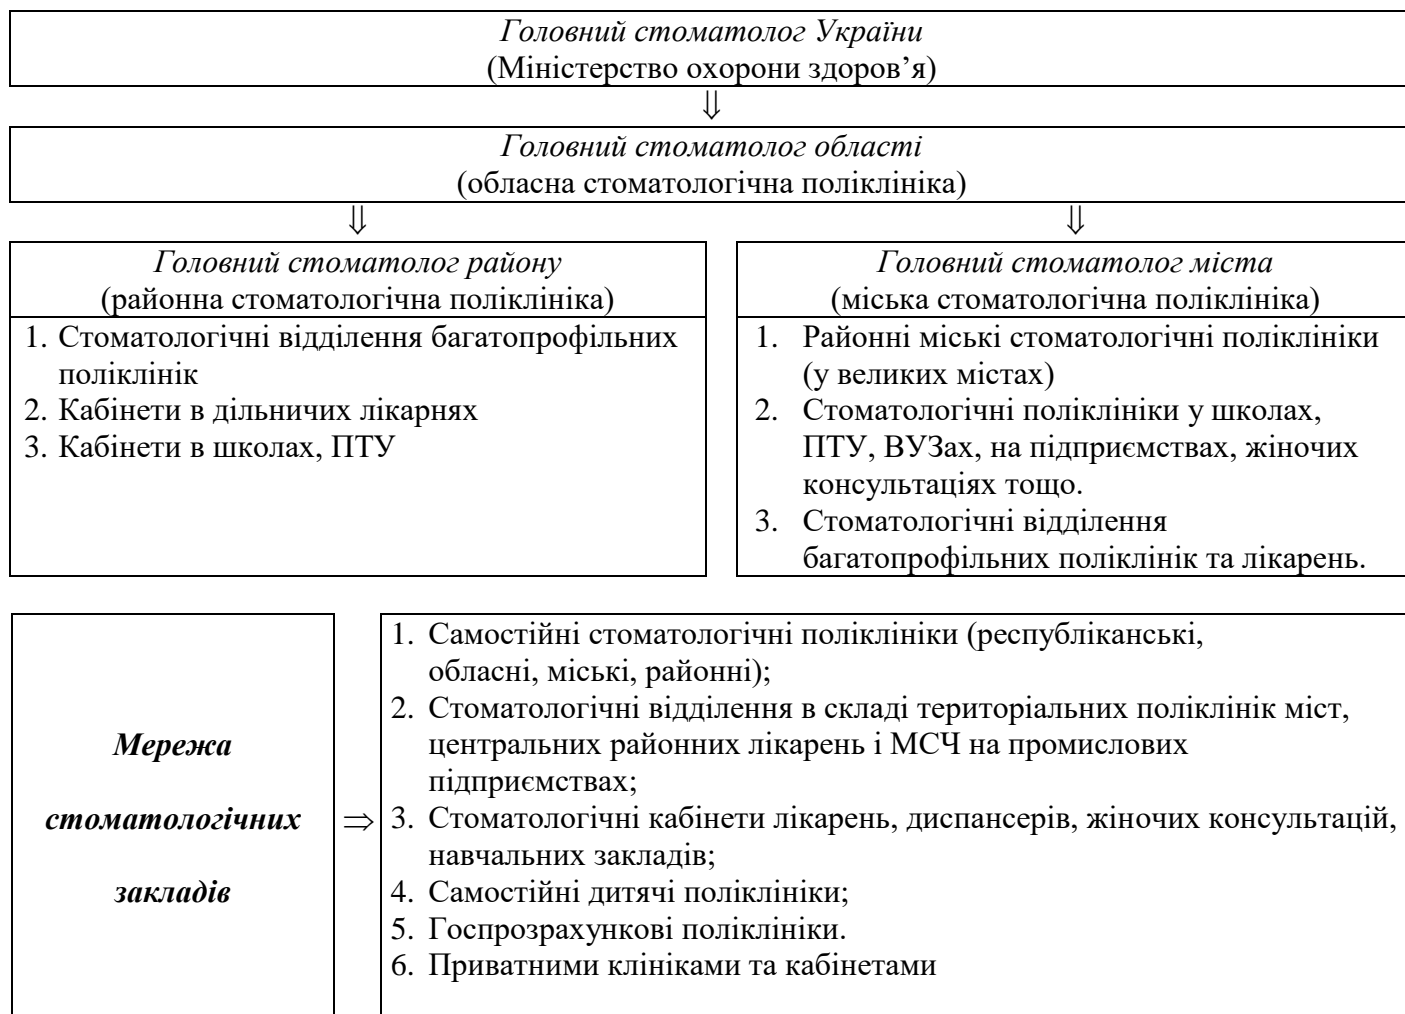 Головний стоматолог України
(Міністерство охорони здоров’я)
⇓
Головний стоматолог області
(обласна стоматологічна поліклініка)
⇓ ⇓
Головний стоматолог району
(районна стоматологічна поліклініка)
1. Стоматологічні відділення багатопрофільних
поліклінік
2. Кабінети в дільничих лікарнях
3. Кабінети в школах, ПТУ
Головний стоматолог міста
(міська стоматологічна поліклініка)
1. Районні міські стоматологічні поліклініки
(у великих містах)
2. Стоматологічні поліклініки у школах,
ПТУ, ВУЗах, на підприємствах, жіночих
консультаціях тощо.
3. Стоматологічні відділення
багатопрофільних поліклінік та лікарень.
Мережа
стоматологічних
закладів
⇒
1. Самостійні стоматологічні поліклініки (республіканські,
обласні, міські, районні);
2. Стоматологічні відділення в складі територіальних поліклінік міст,
центральних районних лікарень і МСЧ на промислових
підприємствах;
3. Стоматологічні кабінети лікарень, диспансерів, жіночих консультацій,
навчальних закладів;
4. Самостійні дитячі поліклініки;
5. Госпрозрахункові поліклініки.
6. Приватними клініками та кабінетами